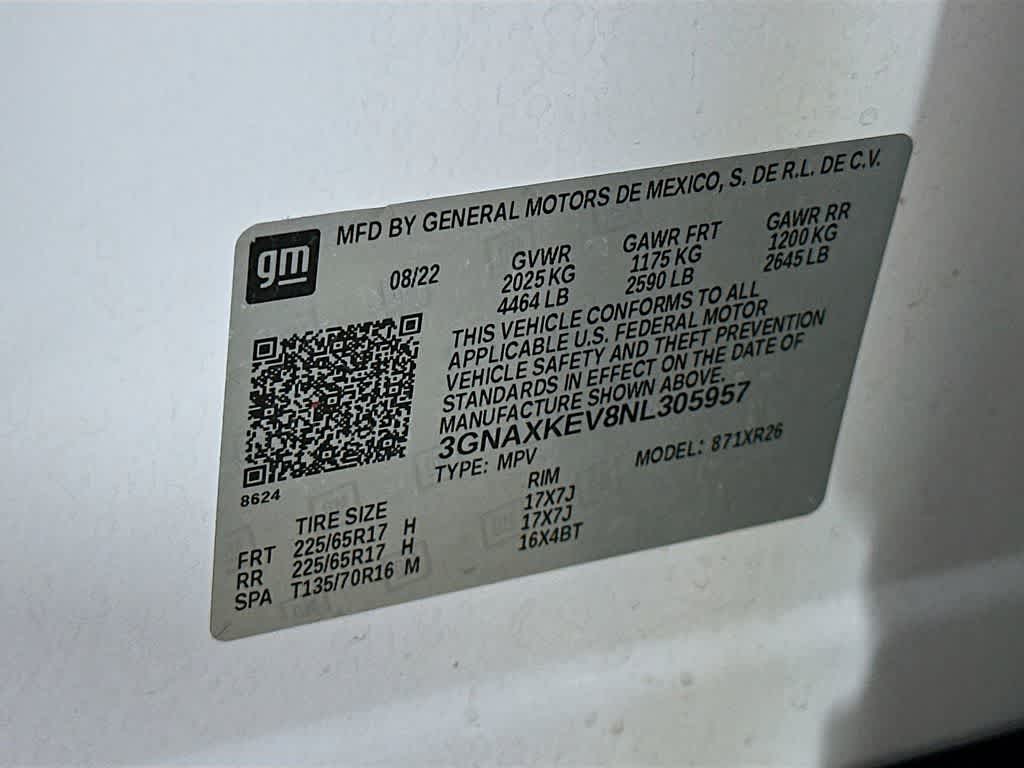 gm
MFD BY GENERAL MOTORS DE MEXICO, S. DE R.L. DE C.V.
08/22 GVWR GAWR FRT GAWR RR
2025 KG 1175 KG 1200 KG
4464 LB 2590 LB 2645 LB
THIS VEHICLE CONFORMS TO ALL
APPLICABLE U.S. FEDERAL MOTOR
VEHICLE SAFETY AND THEFT PREVENTION
STANDARDS IN EFFECT ON THE DATE OF
MANUFACTURE SHOWN ABOVE.
3GNAXKEV8NL305957
TYPE: MPV MODEL: 871XR26
8624
TIRE SIZE RIM
FRT 225/65R17 H 17X7J
RR 225/65R17 H 17X7J
SPA T135/70R16 M 16X4BT